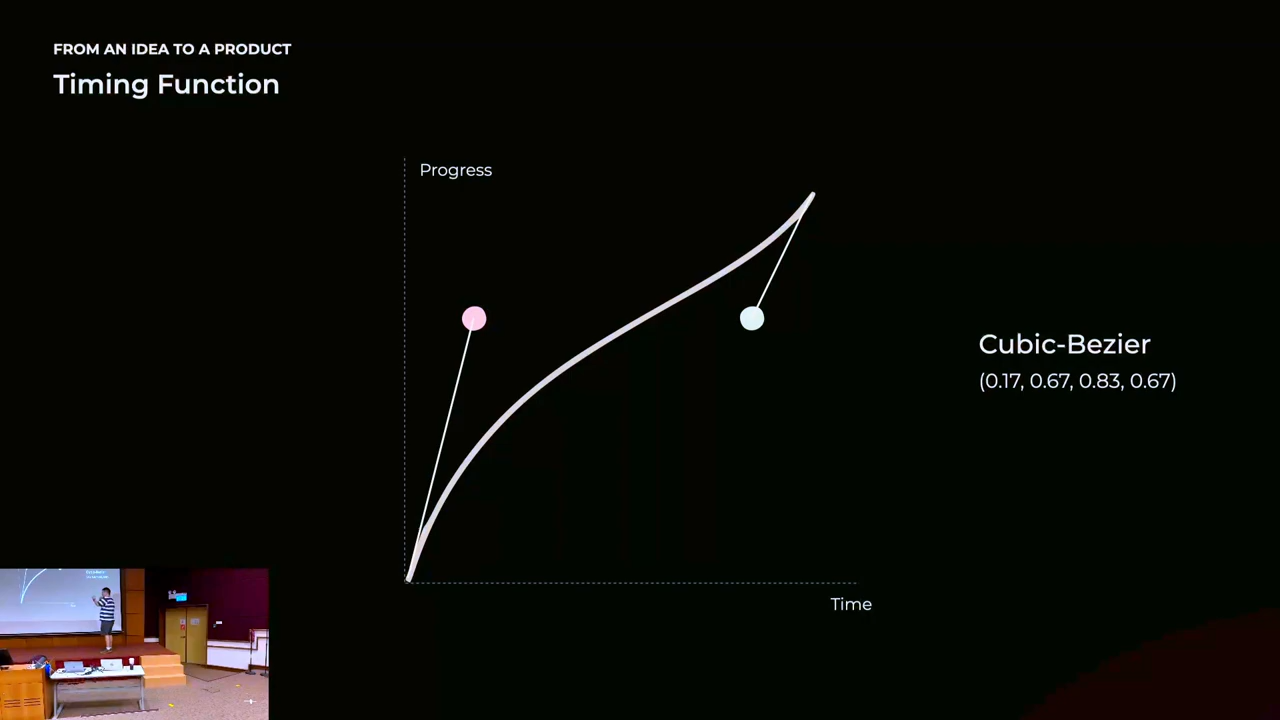 FROM AN IDEA TO A PRODUCT
Timing Function
Progress
Cubic-Bezier
(0.17, 0.67, 0.83, 0.67)
Time